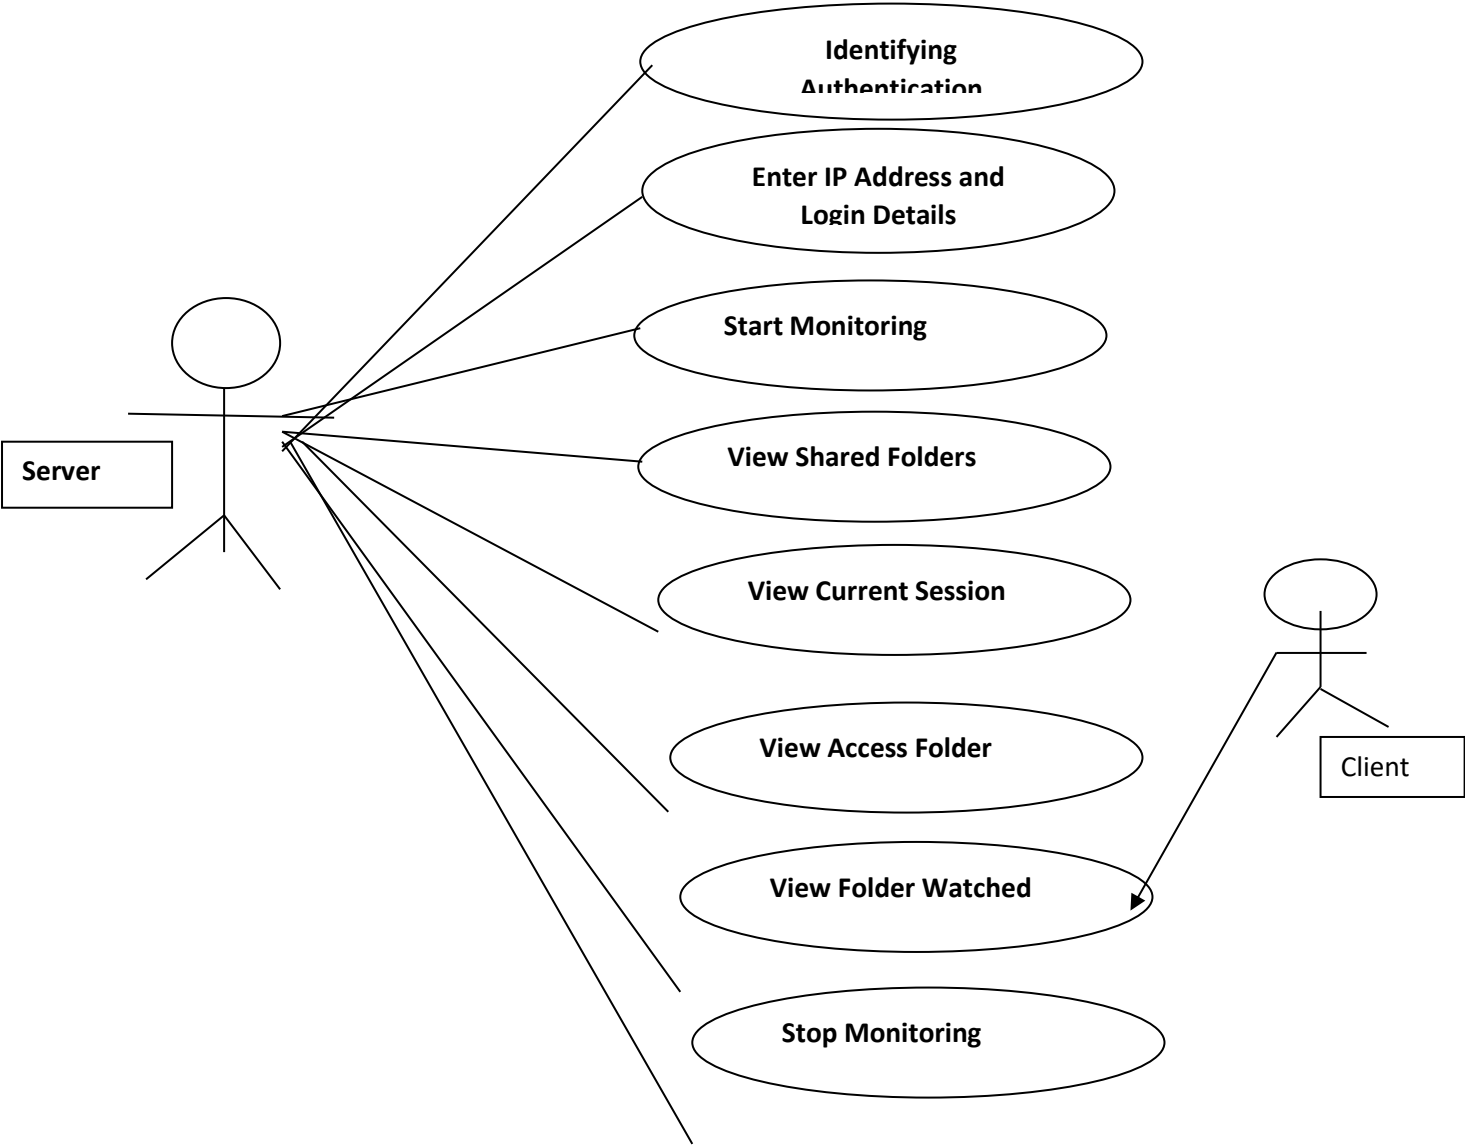 Identifying
Authentication
Enter IP Address and
Login Details
Start Monitoring
View Shared Folders
Server
View Current Session
View Access Folder
Client
View Folder Watched
Stop Monitoring